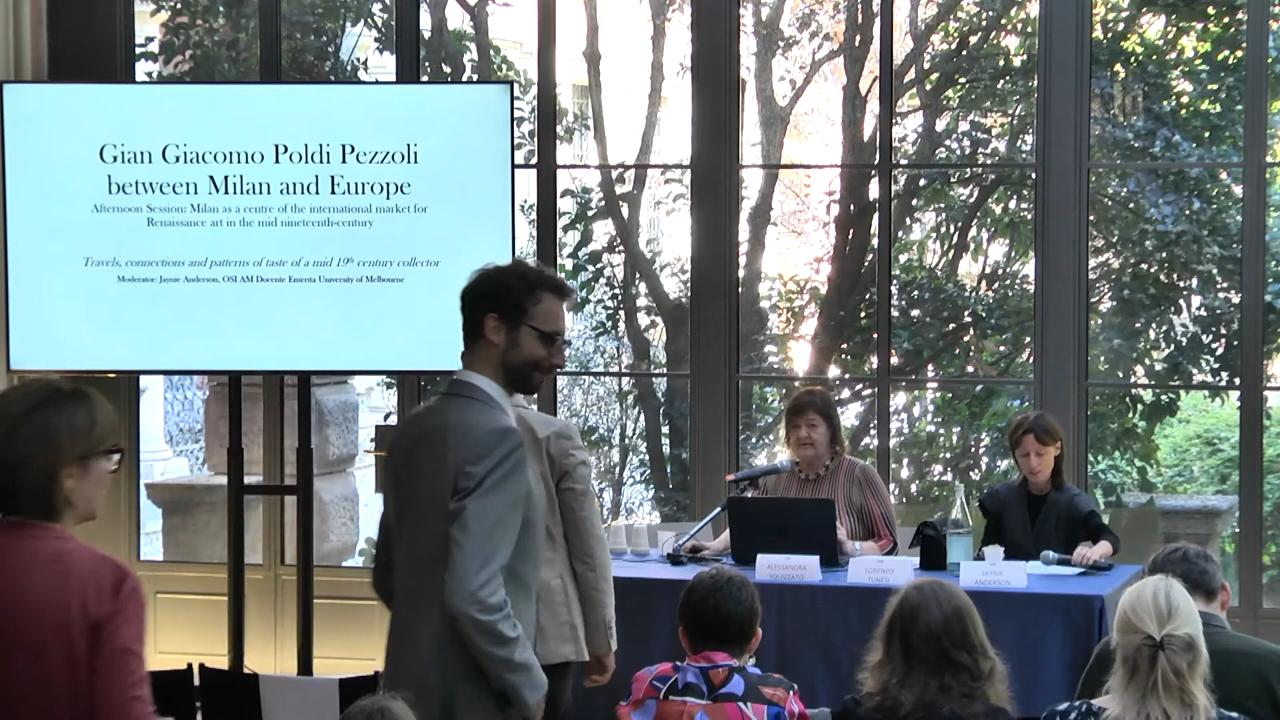 Gian Giacomo Poldi Pezzoli
between Milan and Europe
Afternoon Session: Milan as a centre of the international market for
Renaissance art in the mid nineteenth-century
Travels, connections and patterns of taste of a mid 19th century collector
Moderator: Jaynie Anderson, OSI AM Docente Emerita University of Melbourne
ALESSANDRA
SQUIZZATO
LORENZO
TUNESI
JAYNIE
ANDERSON